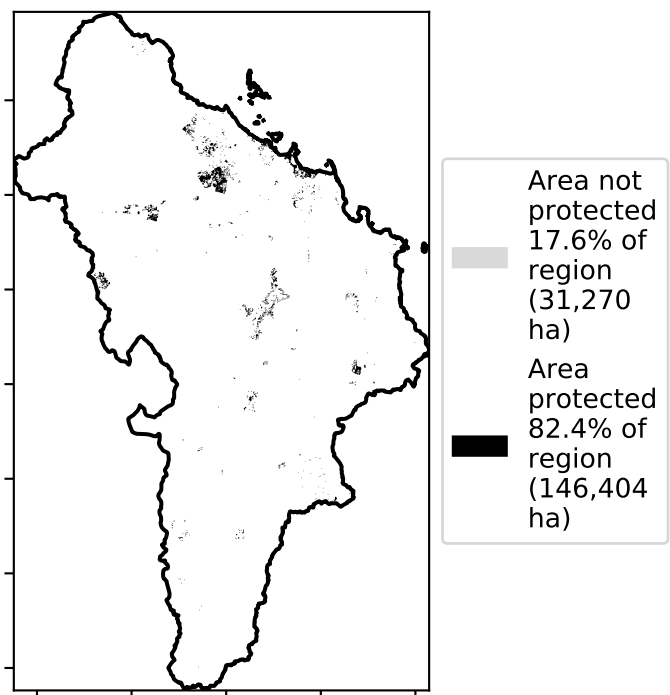 Area not
protected
17.6% of
region
(31,270
ha)
Area
protected
82.4% of
region
(146,404
ha)